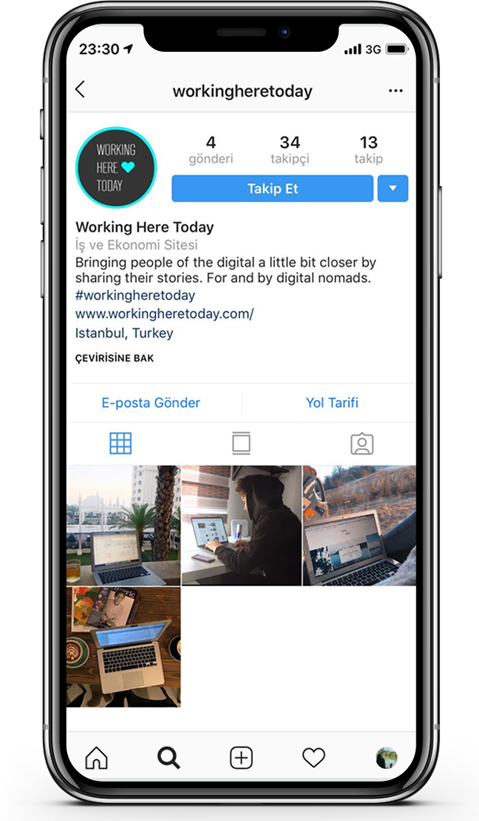 23:30
3G
workingheretoday
WORKING
HERE
TODAY
4
gönderi
34
takipçi
13
takip
Takip Et
Working Here Today
İş ve Ekonomi Sitesi
Bringing people of the digital a little bit closer by
sharing their stories. For and by digital nomads.
#workingheretoday
www.workingheretoday.com/
Istanbul, Turkey
ÇEVİRİSİNE BAK
E-posta Gönder
Yol Tarifi